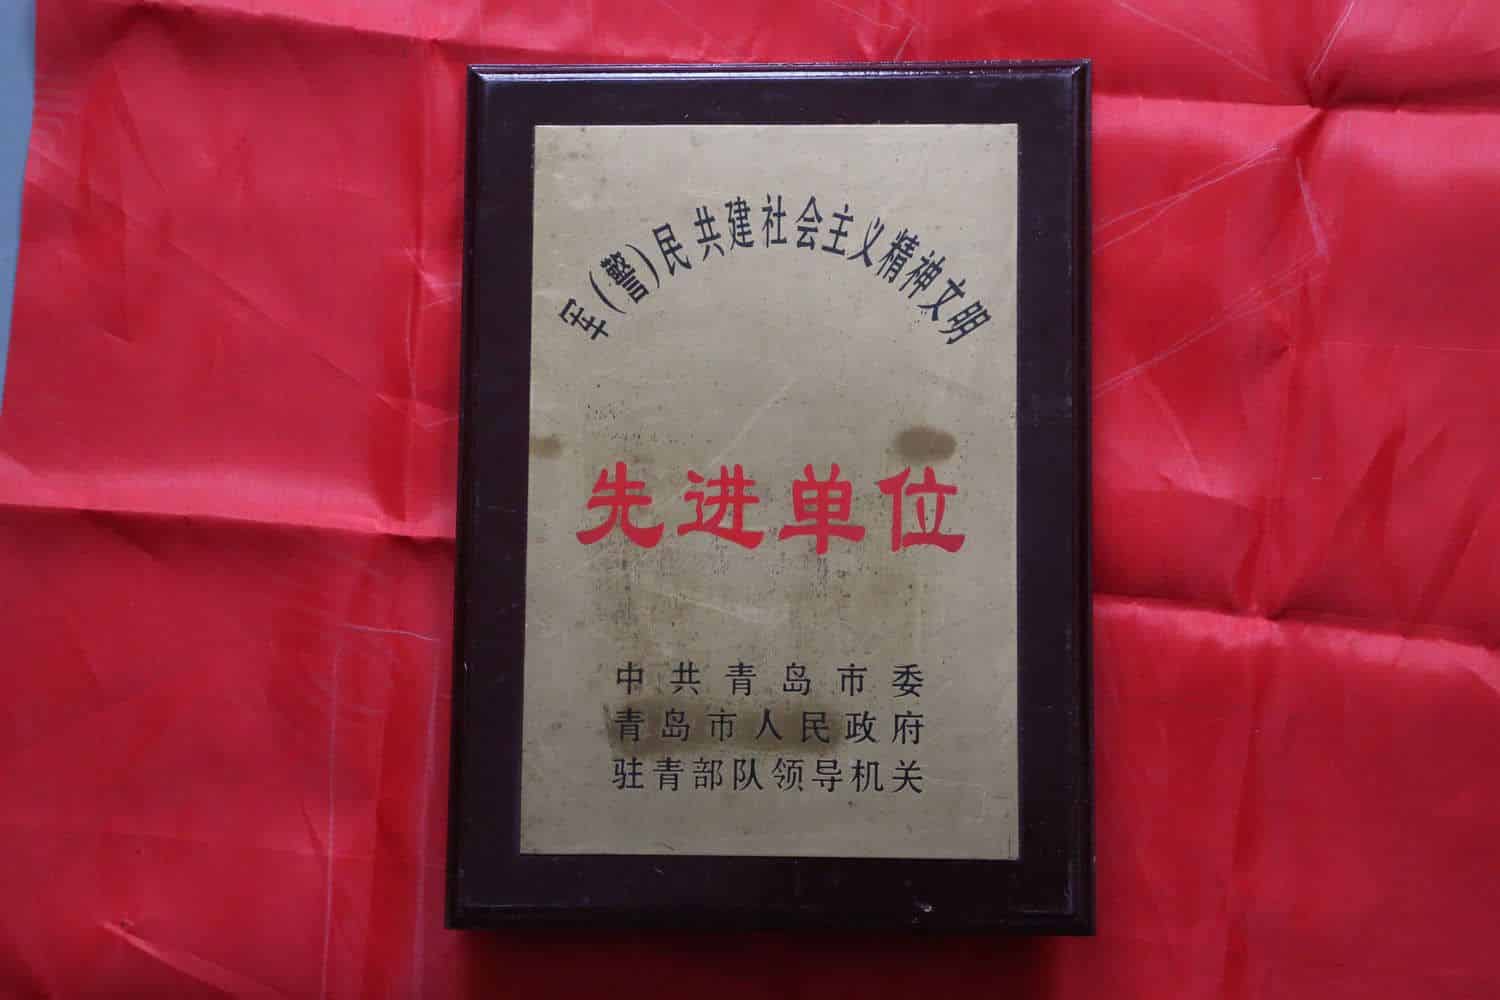 军(警)民共建社会主义精神文明
先进单位
中共青岛市委
青岛市人民政府
驻青部队领导机关